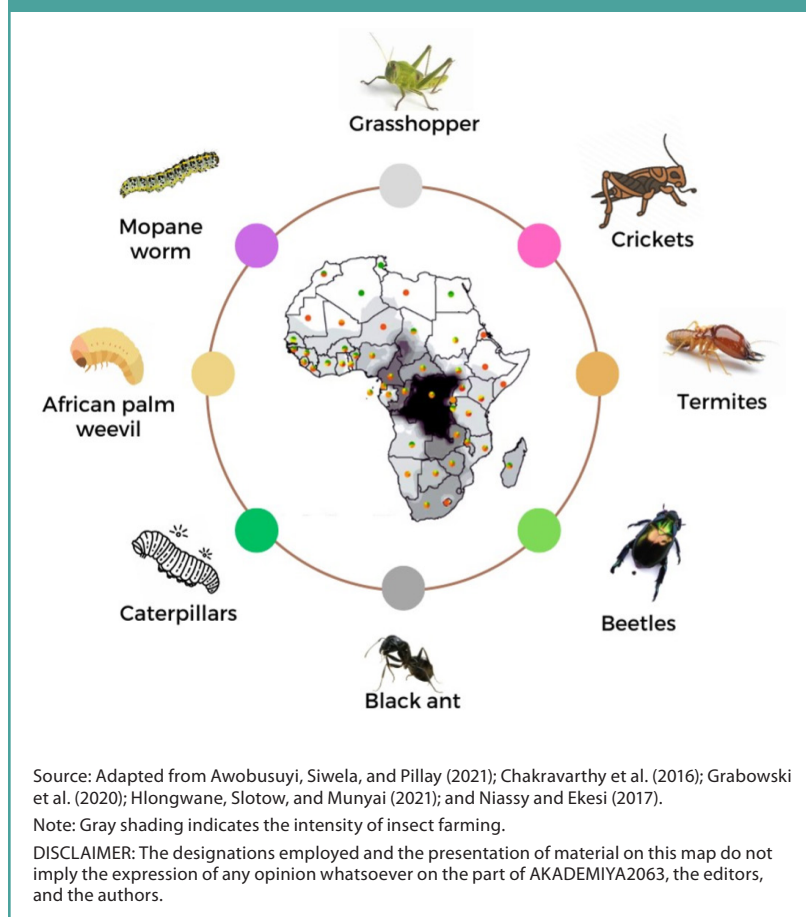 Grasshopper
Mopane
worm
Crickets
African palm
weevil
Termites
Caterpillars
Beetles
Black ant
Source: Adapted from Awobusuyi, Siwela, and Pillay (2021); Chakravarthy et al. (2016); Grabowski
et al. (2020); Hlongwane, Slotow, and Munyai (2021); and Niassy and Ekesi (2017).
Note: Gray shading indicates the intensity of insect farming.
DISCLAIMER: The designations employed and the presentation of material on this map do not
imply the expression of any opinion whatsoever on the part of AKADEMIYA2063, the editors,
and the authors.